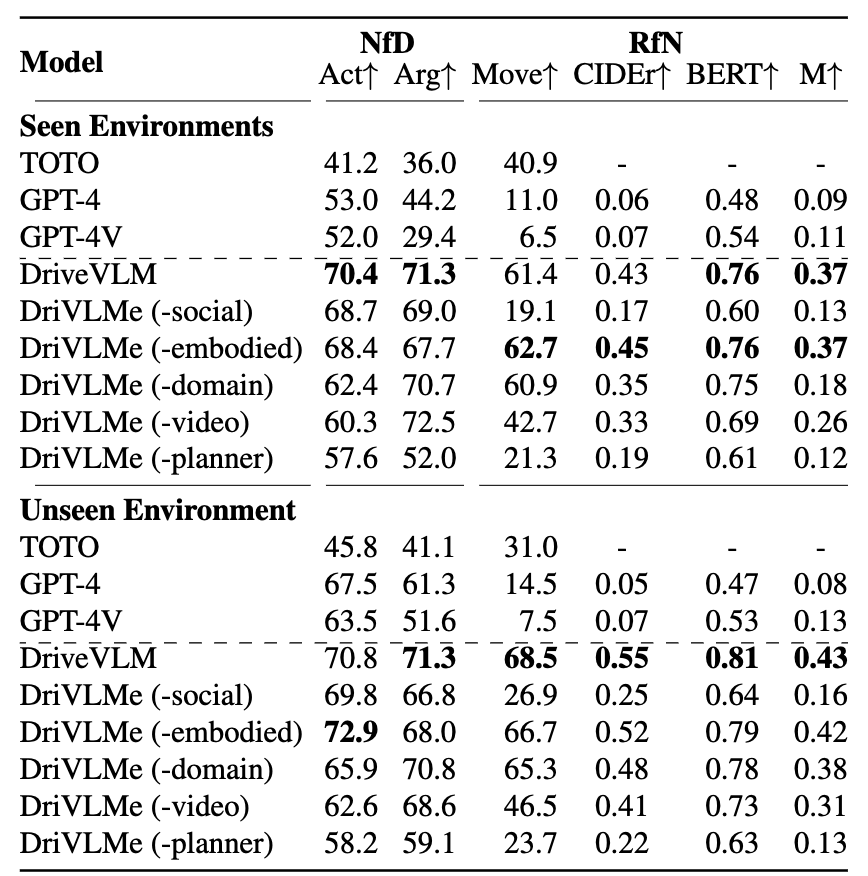 Model NfD RfN
Act↑ Arg↑ Move↑ CIDEr↑ BERT↑ M↑
Seen Environments
TOTO 41.2 36.0 40.9 - - -
GPT-4 53.0 44.2 11.0 0.06 0.48 0.09
GPT-4V 52.0 29.4 6.5 0.07 0.54 0.11
DriveVLM 70.4 71.3 61.4 0.43 0.76 0.37
DriVLMe (-social) 68.7 69.0 19.1 0.17 0.60 0.13
DriVLMe (-embodied) 68.4 67.7 62.7 0.45 0.76 0.37
DriVLMe (-domain) 62.4 70.7 60.9 0.35 0.75 0.18
DriVLMe (-video) 60.3 72.5 42.7 0.33 0.69 0.26
DriVLMe (-planner) 57.6 52.0 21.3 0.19 0.61 0.12
Unseen Environment
TOTO 45.8 41.1 31.0 - - -
GPT-4 67.5 61.3 14.5 0.05 0.47 0.08
GPT-4V 63.5 51.6 7.5 0.07 0.53 0.13
DriveVLM 70.8 71.3 68.5 0.55 0.81 0.43
DriVLMe (-social) 69.8 66.8 26.9 0.25 0.64 0.16
DriVLMe (-embodied) 72.9 68.0 66.7 0.52 0.79 0.42
DriVLMe (-domain) 65.9 70.8 65.3 0.48 0.78 0.38
DriVLMe (-video) 62.6 68.6 46.5 0.41 0.73 0.31
DriVLMe (-planner) 58.2 59.1 23.7 0.22 0.63 0.13